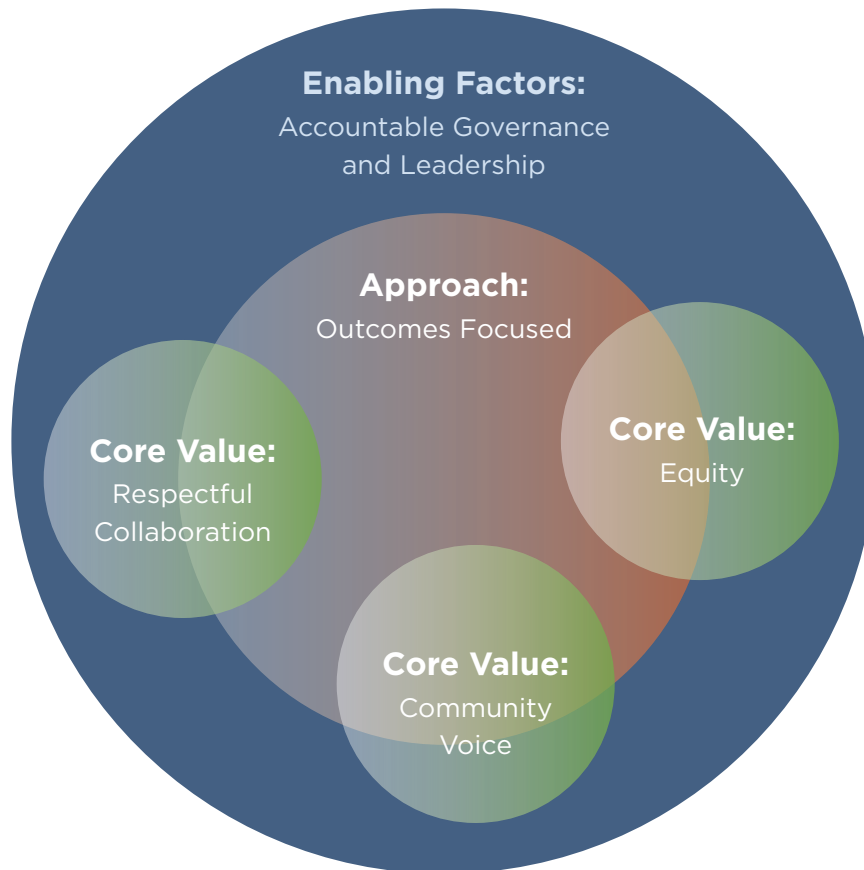 Enabling Factors:
Accountable Governance
and Leadership
Approach:
Outcomes Focused
Core Value:
Respectful
Collaboration
Core Value:
Equity
Core Value:
Community
Voice